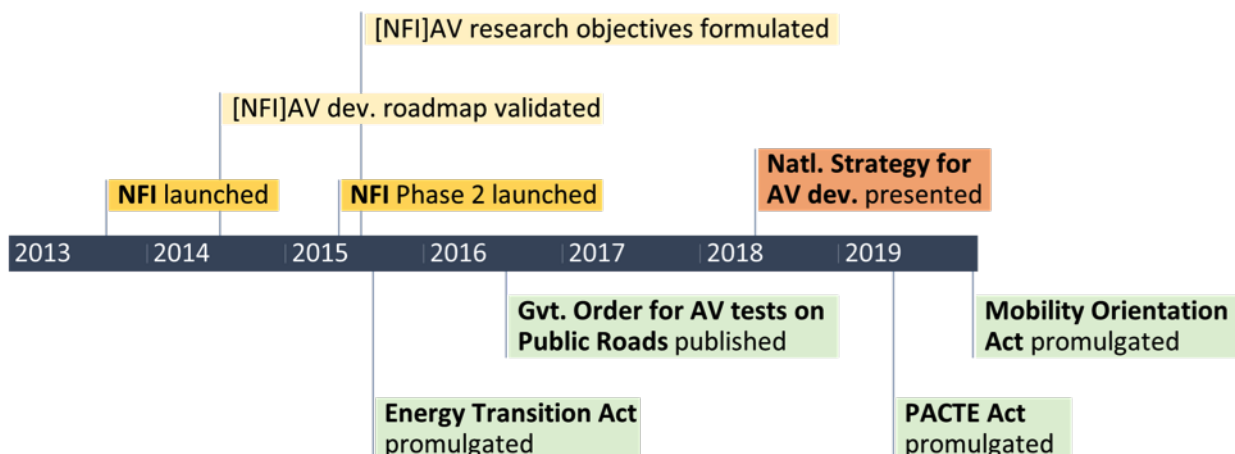 [NFI]AV research objectives formulated
[NFI]AV dev. roadmap validated
Natl. Strategy for
AV dev. presented
NFI launched
NFI Phase 2 launched
2013 2014 2015 2016 2017 2018 2019
Gvt. Order for AV tests on
Public Roads published
Mobility Orientation
Act promulgated
Energy Transition Act
promulgated
PACTE Act
promulgated